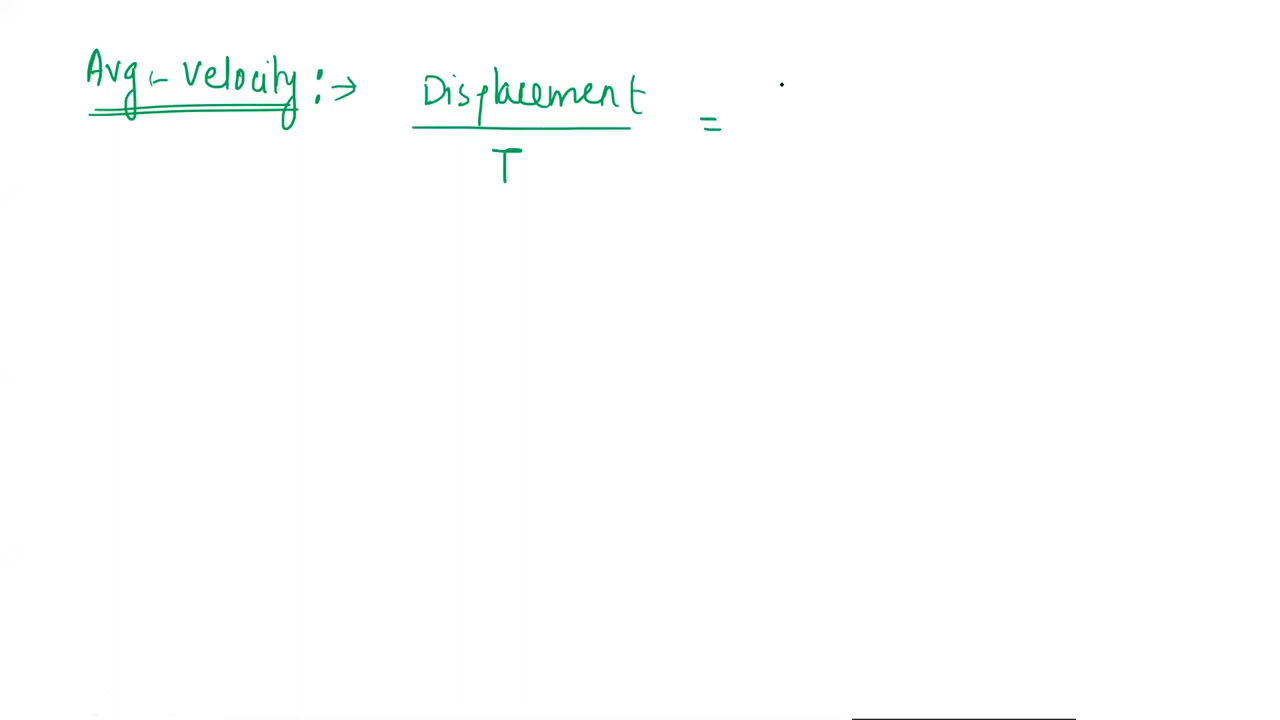 Avg - Velocity :→ Displacement =
T